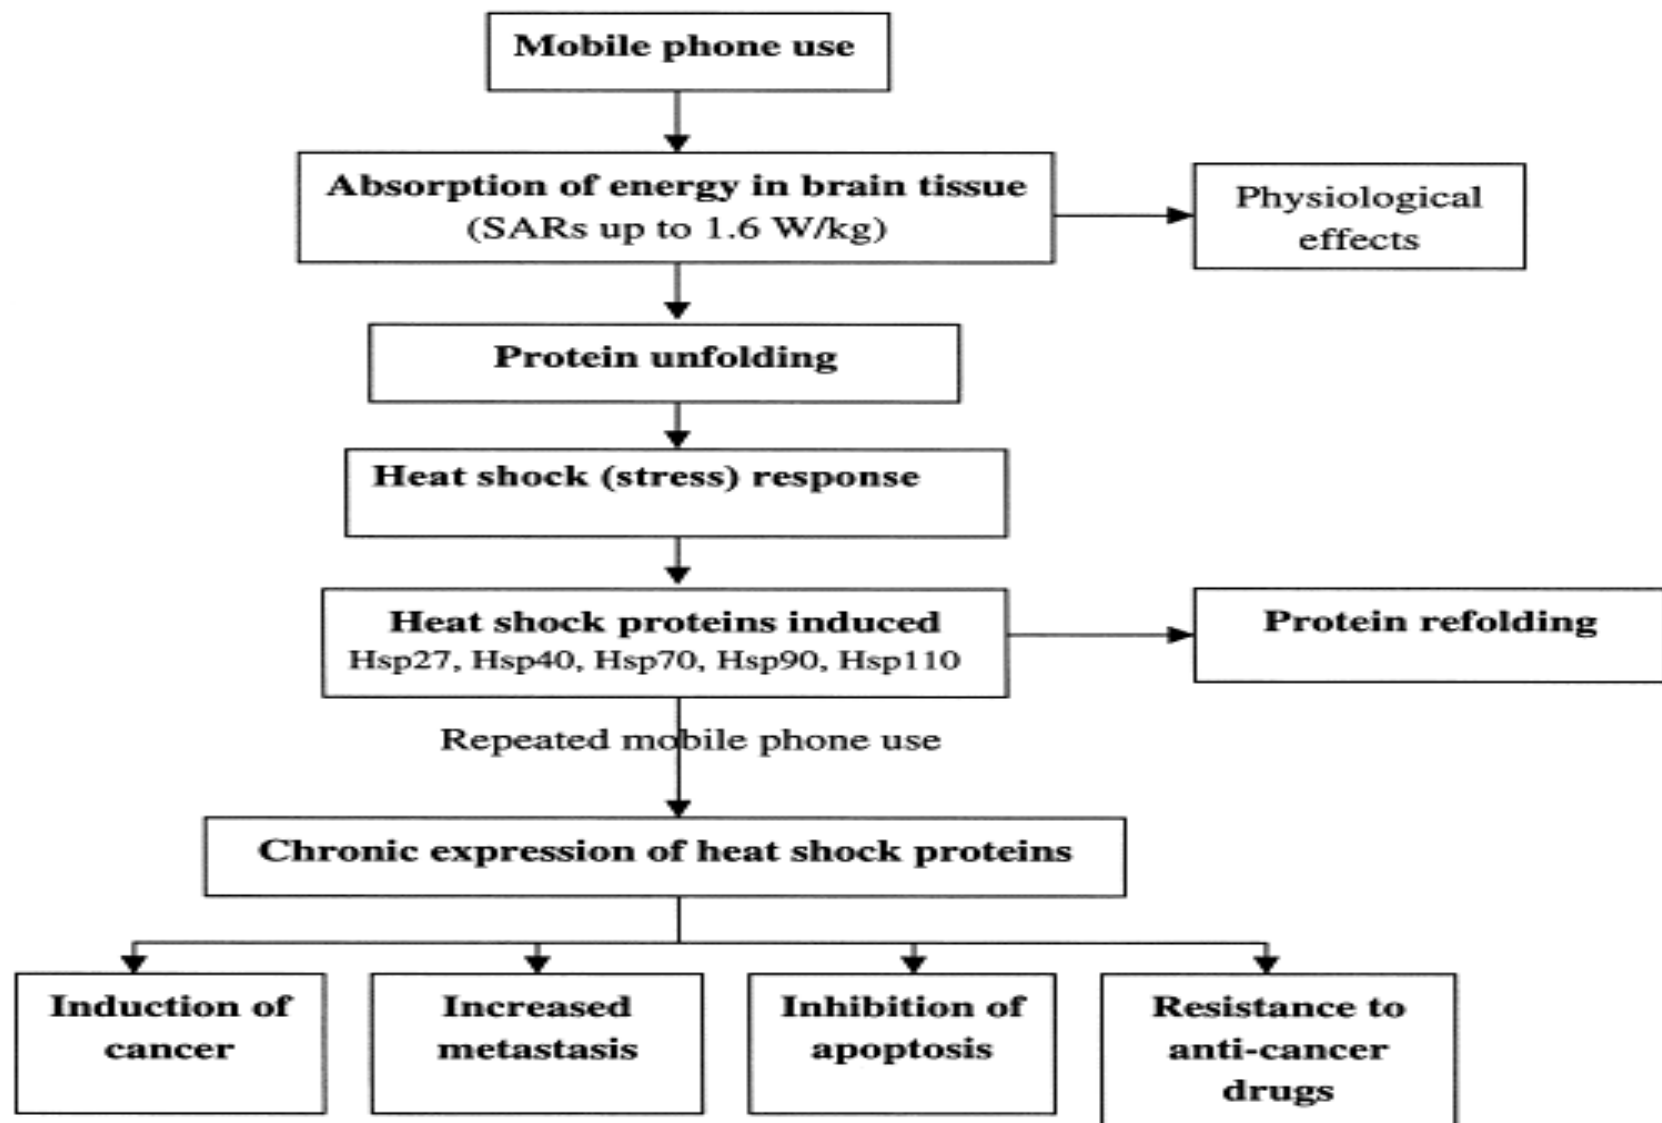 Mobile phone use
Absorption of energy in brain tissue
(SARs up to 1.6 W/kg)
Physiological
effects
Protein unfolding
Heat shock (stress) response
Heat shock proteins induced
Hsp27, Hsp40, Hsp70, Hsp90, Hsp110
Protein refolding
Repeated mobile phone use
Chronic expression of heat shock proteins
Induction of
cancer
Increased
metastasis
Inhibition of
apoptosis
Resistance to
anti-cancer
drugs